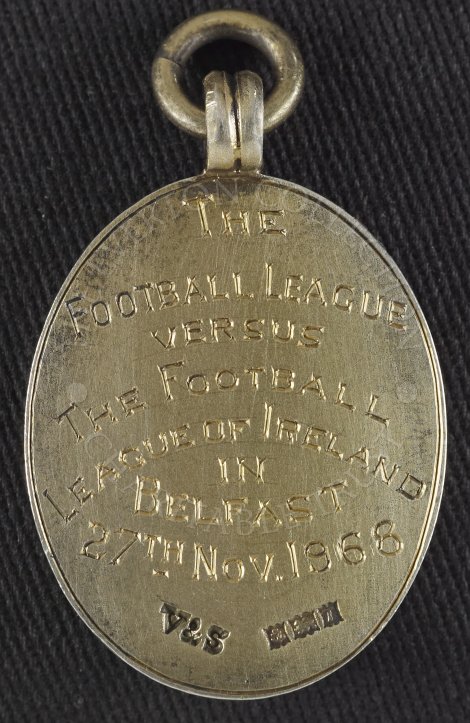 THE
FOOTBALL LEAGUE
VERSUS
THE FOOTBALL
LEAGUE OF IRELAND
IN
BELFAST
27TH NOV. 1968
V&S